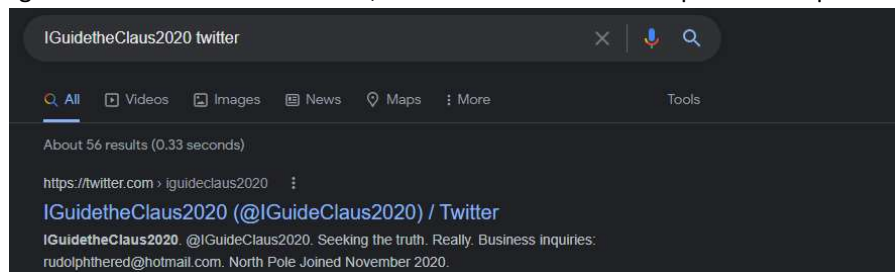 IGuidetheClaus2020 twitter
All Videos Images News Maps More Tools
About 56 results (0.33 seconds)
https://twitter.com › iguideclaus2020
IGuidetheClaus2020 (@IGuideClaus2020) / Twitter
IGuidetheClaus2020. @IGuideClaus2020. Seeking the truth. Really. Business inquiries:
rudolphthered@hotmail.com. North Pole Joined November 2020.